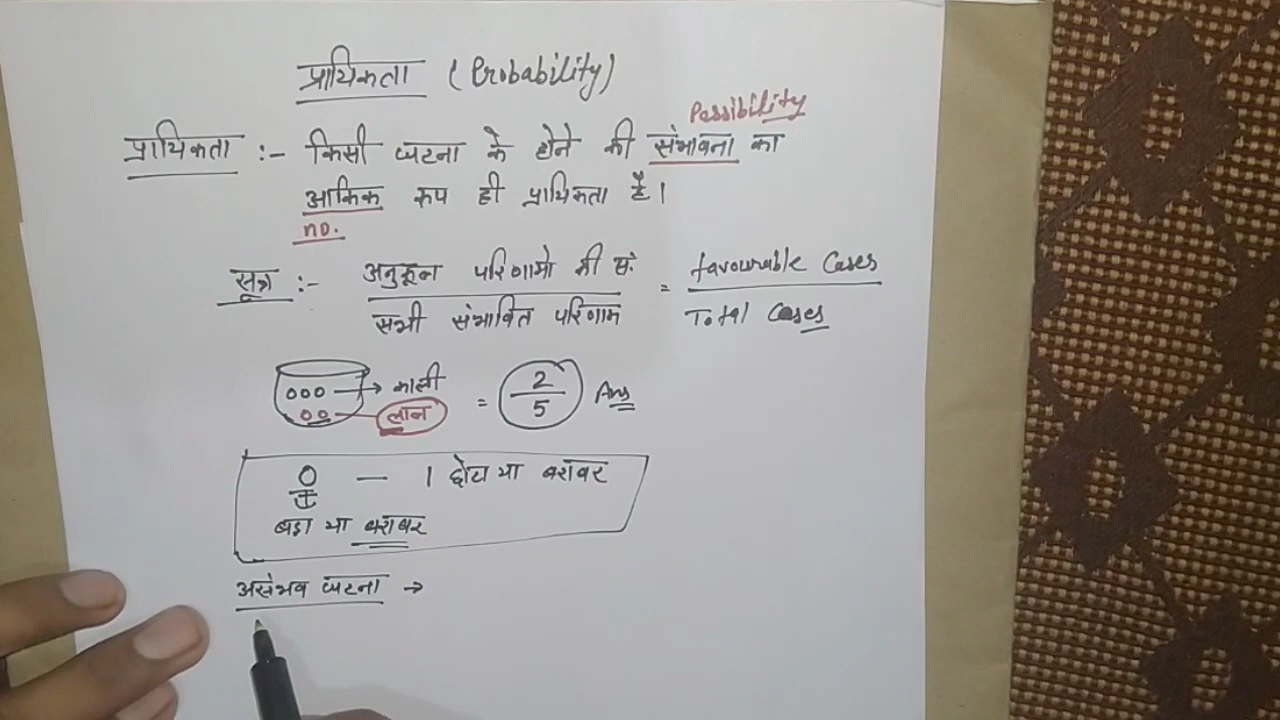 प्रायिकता (Probability)
Possibility
प्रायिकता :- किसी घटना के होने की संभावना का
आंकिक रूप ही प्रायिकता है।
no.
सूत्र :- अनुकूल परिणामो की सं. = favourable Cases
सभी संभावित परिणाम Total Cases
काली
लाल = 2/5 Ans
0 — 1 छोटा या बराबर
बड़ा या बराबर
असंभव घटना →